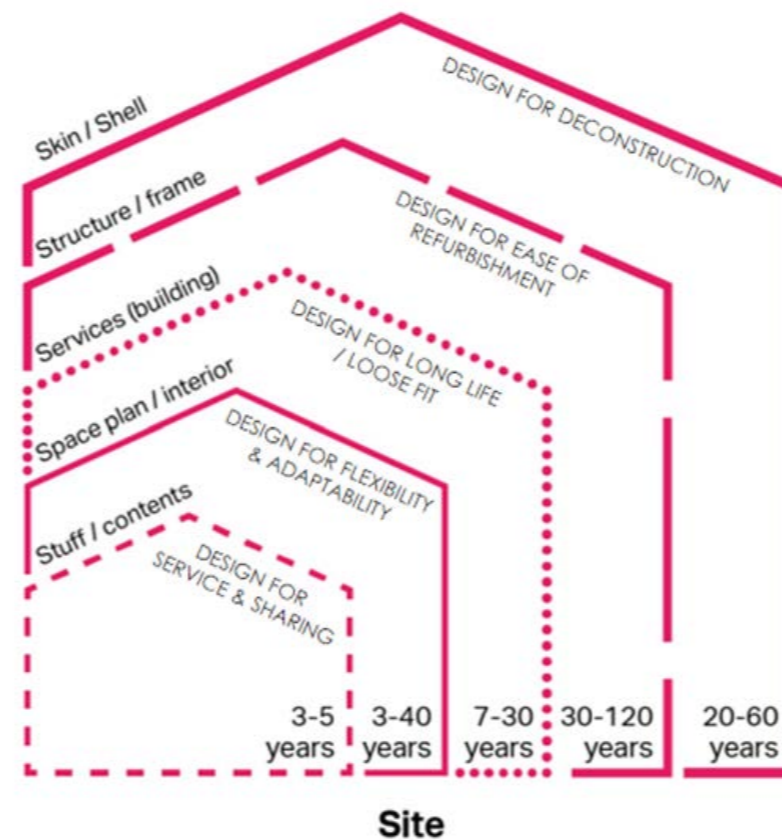 Skin / Shell
DESIGN FOR DECONSTRUCTION
Structure / frame
DESIGN FOR EASE OF
REFURBISHMENT
Services (building)
DESIGN FOR LONG LIFE
/ LOOSE FIT
Space plan / interior
DESIGN FOR FLEXIBILITY
& ADAPTABILITY
Stuff / contents
DESIGN FOR
SERVICE & SHARING
3-5
years
3-40
years
7-30
years
30-120
years
20-60
years
Site